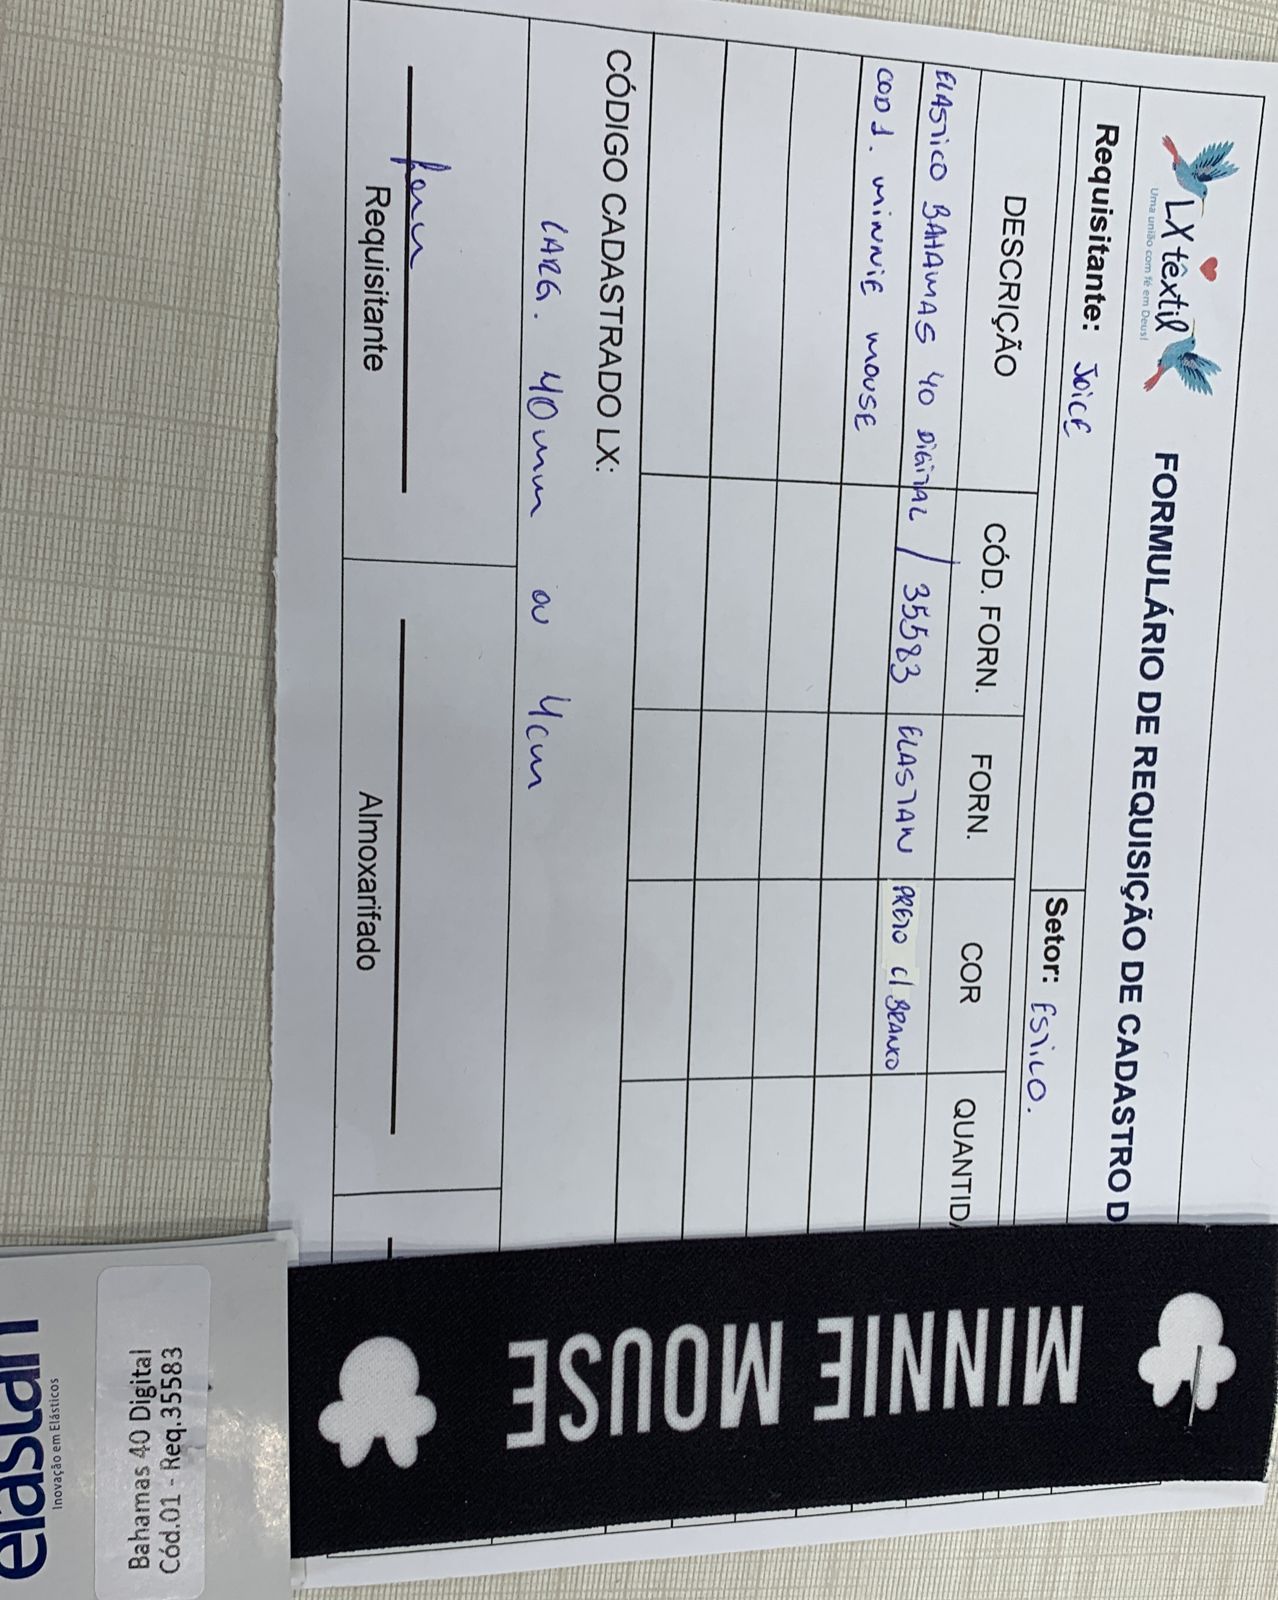 LX têxtil
Uma união com fé em Deus!
FORMULÁRIO DE REQUISIÇÃO DE CADASTRO D
Requisitante: JOICE
Setor: ESTILO.
DESCRIÇÃO CÓD. FORN. FORN. COR QUANTIDA
ELASTICO BAHAMAS 40 DIGITAL / 35583 ELASTAN PRETO C/ BRANCO
COD 1. MINNIE MOUSE
CÓDIGO CADASTRADO LX:
LARG. 40mm ou 4cm
Requisitante
Almoxarifado
MINNIE MOUSE
elastan
Inovação em Elásticos
Bahamas 40 Digital
Cód.01 - Req.35583